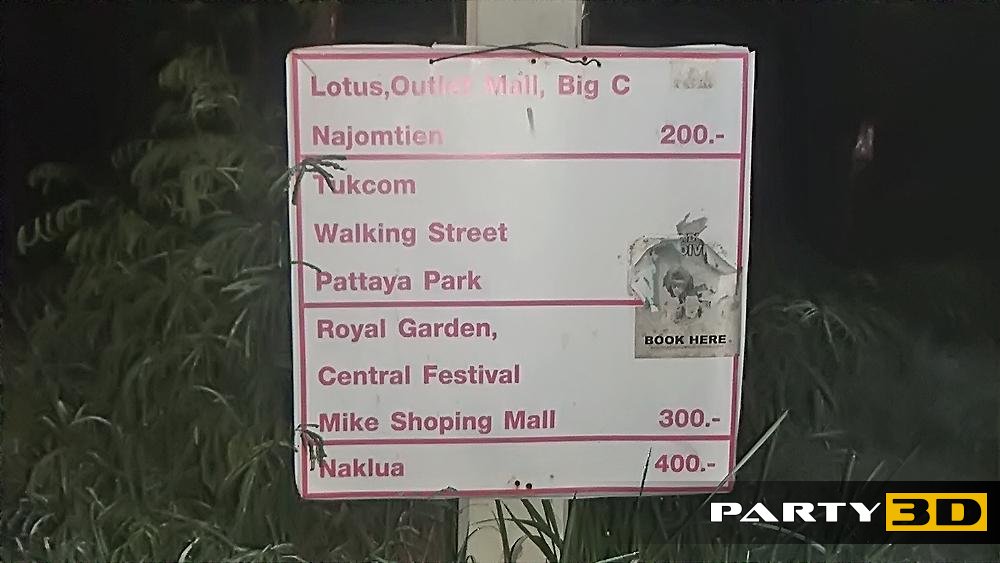 Lotus,Outlet Mall, Big C
Najomtien 200.-
Tukcom
Walking Street
Pattaya Park
Royal Garden,
Central Festival
Mike Shoping Mall 300.-
Naklua 400.-
BOOK HERE
PARTY3D